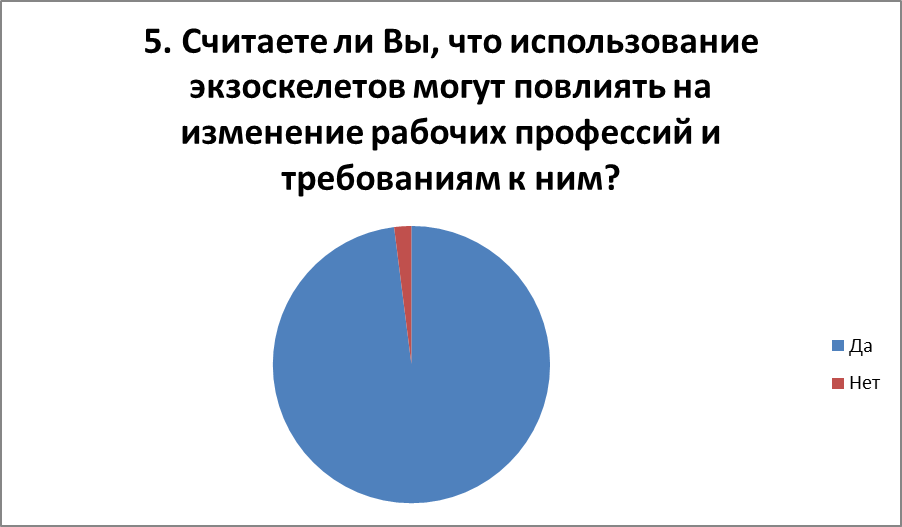 5. Считаете ли Вы, что использование
экзоскелетов могут повлиять на
изменение рабочих профессий и
требованиям к ним?
Да
Нет